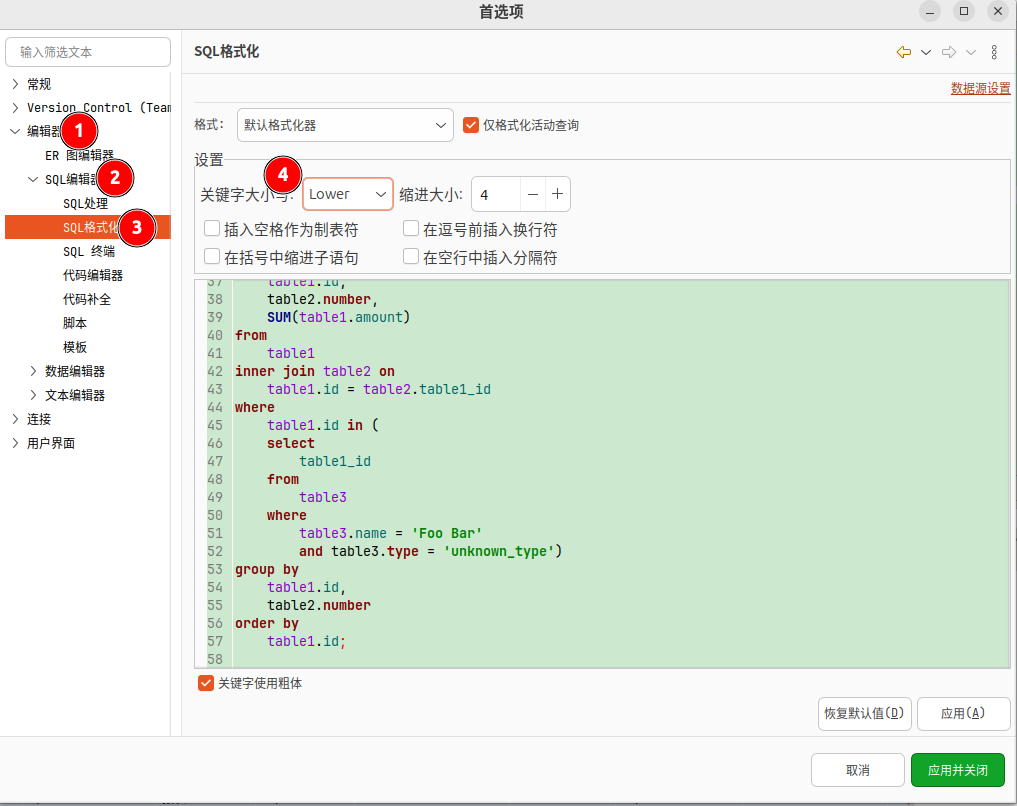 首选项
输入筛选文本
常规
Version Control (Team
编辑器
1
ER 图编辑器
SQL编辑器
2
SQL处理
SQL格式化
3
SQL 终端
代码编辑器
代码补全
脚本
模板
数据编辑器
文本编辑器
连接
用户界面
SQL格式化
数据源设置
格式: 默认格式化器 仅格式化活动查询
设置
4
关键字大小写: Lower 缩进大小: 4
插入空格作为制表符 在逗号前插入换行符
在括号中缩进子语句 在空行中插入分隔符
37 table1.id,
38 table2.number,
39 SUM(table1.amount)
40 from
41 table1
42 inner join table2 on
43 table1.id = table2.table1_id
44 where
45 table1.id in (
46 select
47 table1_id
48 from
49 table3
50 where
51 table3.name = 'Foo Bar'
52 and table3.type = 'unknown_type')
53 group by
54 table1.id,
55 table2.number
56 order by
57 table1.id;
58
关键字使用粗体
恢复默认值(D) 应用(A)
取消 应用并关闭